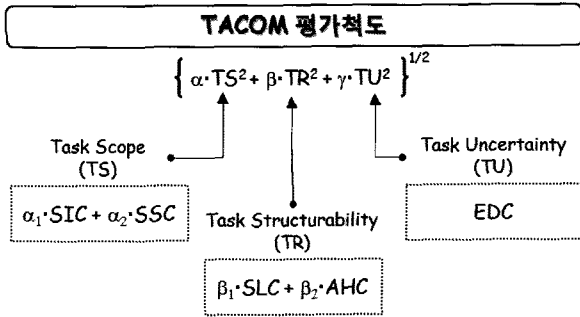 TACOM 평가척도
{ α·TS² + β·TR² + γ·TU² }^1/2
Task Scope
(TS)
α₁·SIC + α₂·SSC
Task Structurability
(TR)
β₁·SLC + β₂·AHC
Task Uncertainty
(TU)
EDC